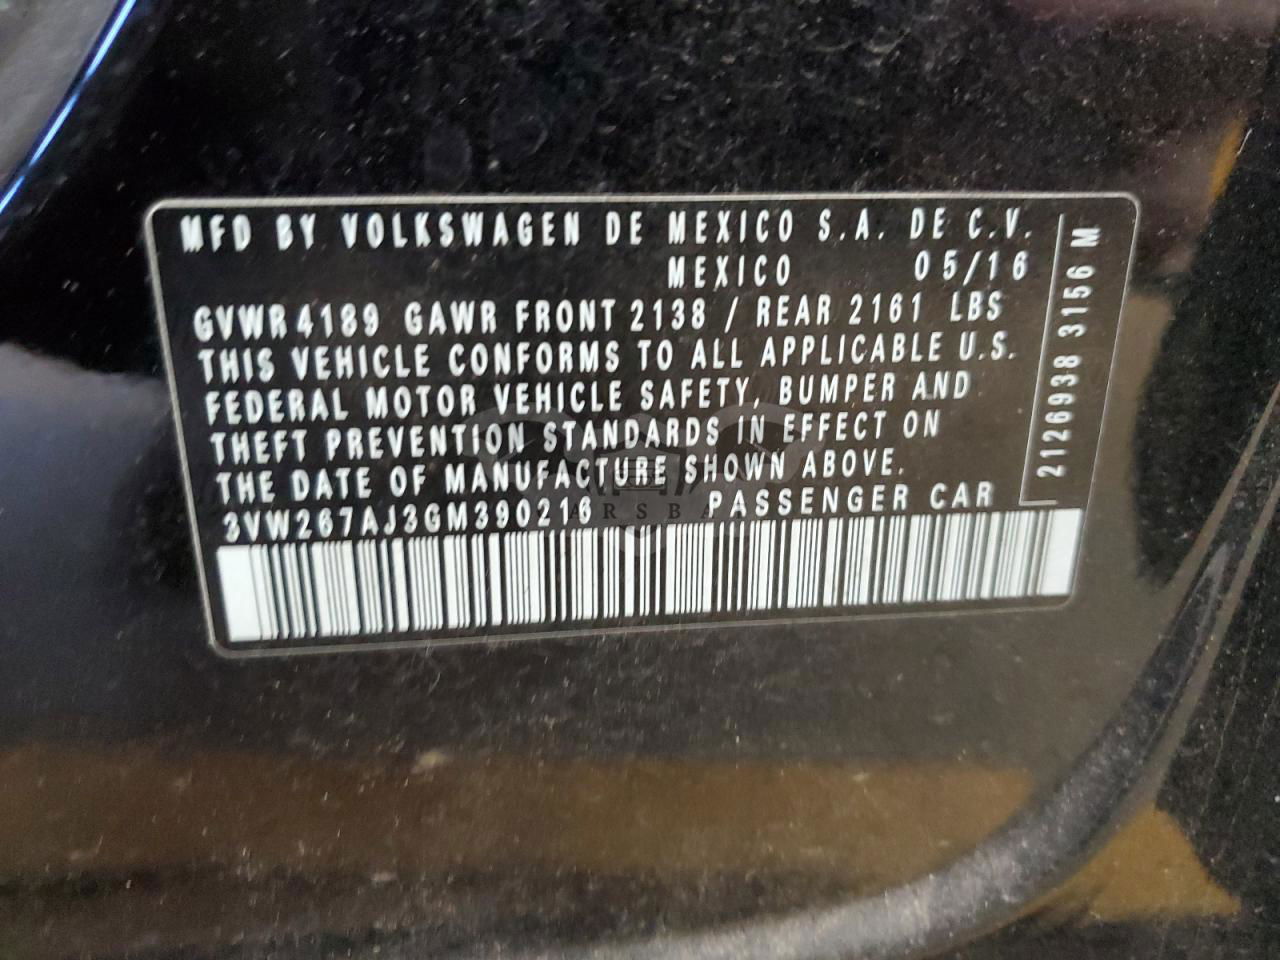 MFD BY VOLKSWAGEN DE MEXICO S.A. DE C.V.
MEXICO 05/16
GVWR 4189 GAWR FRONT 2138 / REAR 2161 LBS
THIS VEHICLE CONFORMS TO ALL APPLICABLE U.S.
FEDERAL MOTOR VEHICLE SAFETY, BUMPER AND
THEFT PREVENTION STANDARDS IN EFFECT ON
THE DATE OF MANUFACTURE SHOWN ABOVE.
3VW267AJ3GM390216 PASSENGER CAR
2126938 3156 M